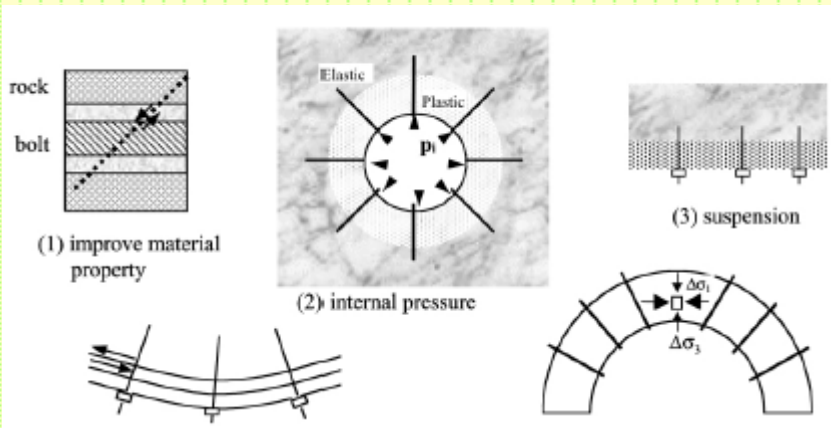 rock
bolt
(1) improve material
property
Elastic
Plastic
pi
(2) internal pressure
(3) suspension
Δσ1
Δσ3